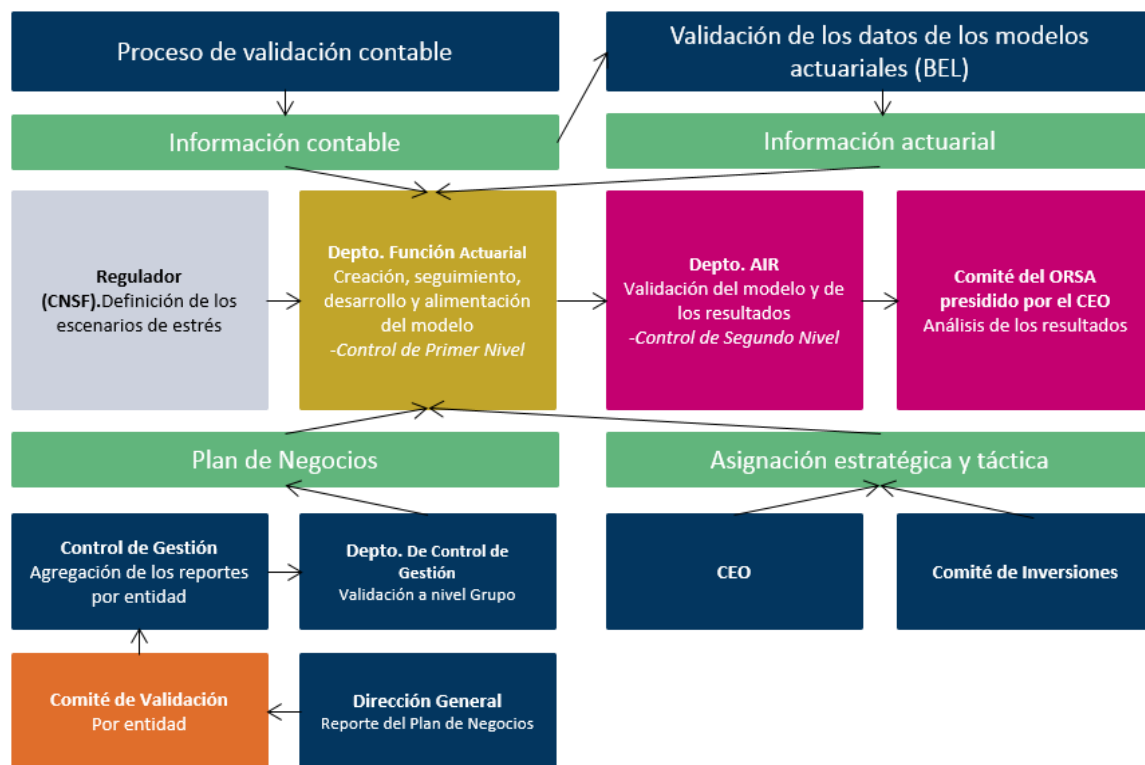 Proceso de validación contable
Validación de los datos de los modelos
actuariales (BEL)
Información contable
Información actuarial
Regulador
(CNSF).Definición de los
escenarios de estrés
Depto. Función Actuarial
Creación, seguimiento,
desarrollo y alimentación
del modelo
-Control de Primer Nivel
Depto. AIR
Validación del modelo y de
los resultados
-Control de Segundo Nivel
Comité del ORSA
presidido por el CEO
Análisis de los resultados
Plan de Negocios
Asignación estratégica y táctica
Control de Gestión
Agregación de los reportes
por entidad
Depto. De Control de
Gestión
Validación a nivel Grupo
CEO
Comité de Inversiones
Comité de Validación
Por entidad
Dirección General
Reporte del Plan de Negocios